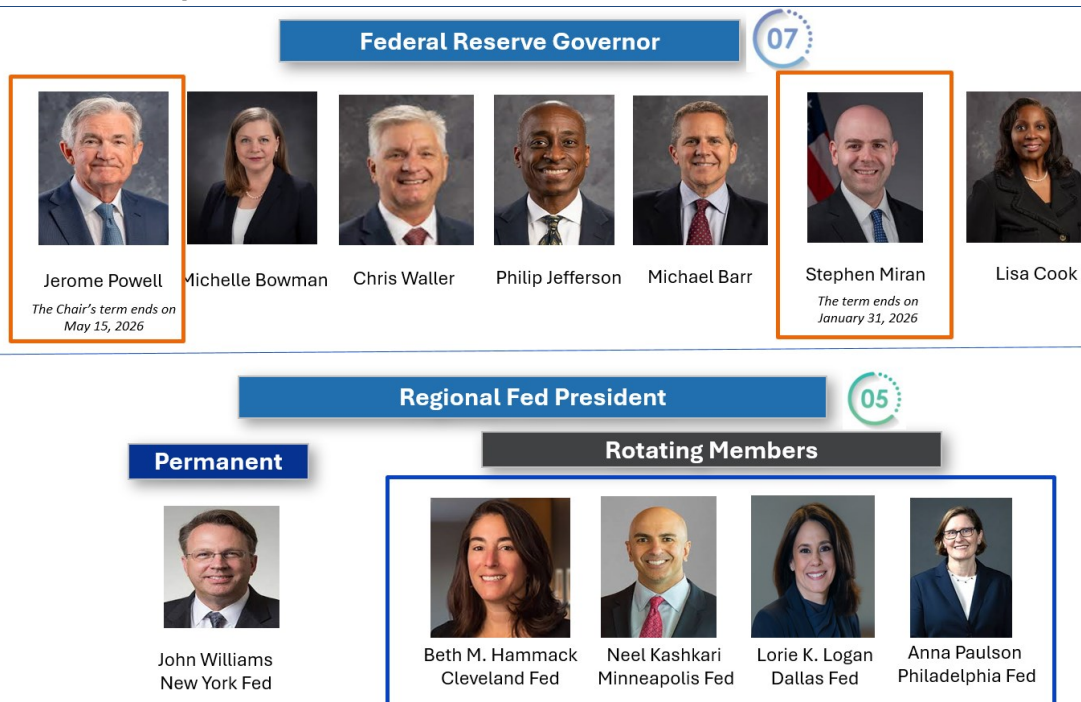 Federal Reserve Governor
07
Jerome Powell
The Chair's term ends on
May 15, 2026
Michelle Bowman
Chris Waller
Philip Jefferson
Michael Barr
Stephen Miran
The term ends on
January 31, 2026
Lisa Cook
Regional Fed President
05
Permanent
Rotating Members
John Williams
New York Fed
Beth M. Hammack
Cleveland Fed
Neel Kashkari
Minneapolis Fed
Lorie K. Logan
Dallas Fed
Anna Paulson
Philadelphia Fed